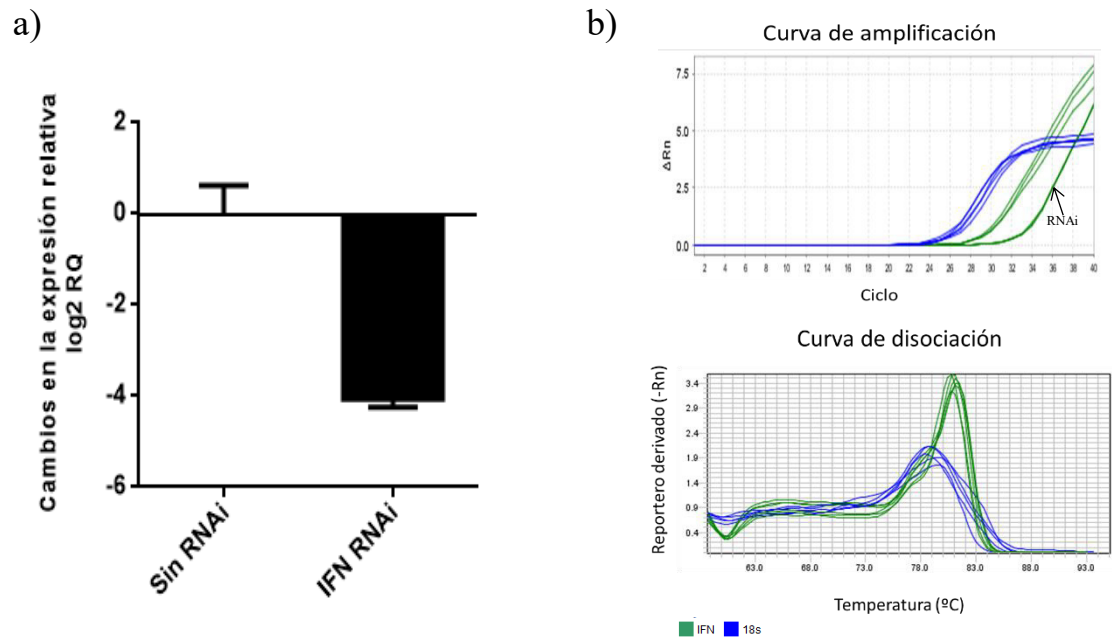 a)
Cambios en la expresión relativa
log2 RQ
2
0
-2
-4
-6
Sin RNAi
IFN RNAi
b)
Curva de amplificación
ΔRn
7.5
5.0
2.5
0.0
RNAi
2 4 6 8 10 12 14 16 18 20 22 24 26 28 30 32 34 36 38 40
Ciclo
Curva de disociación
Reportero derivado (-Rn)
3.4
2.9
2.4
1.9
1.4
0.9
0.4
63.0 68.0 73.0 78.0 83.0 88.0 93.0
Temperatura (ºC)
IFN 18s